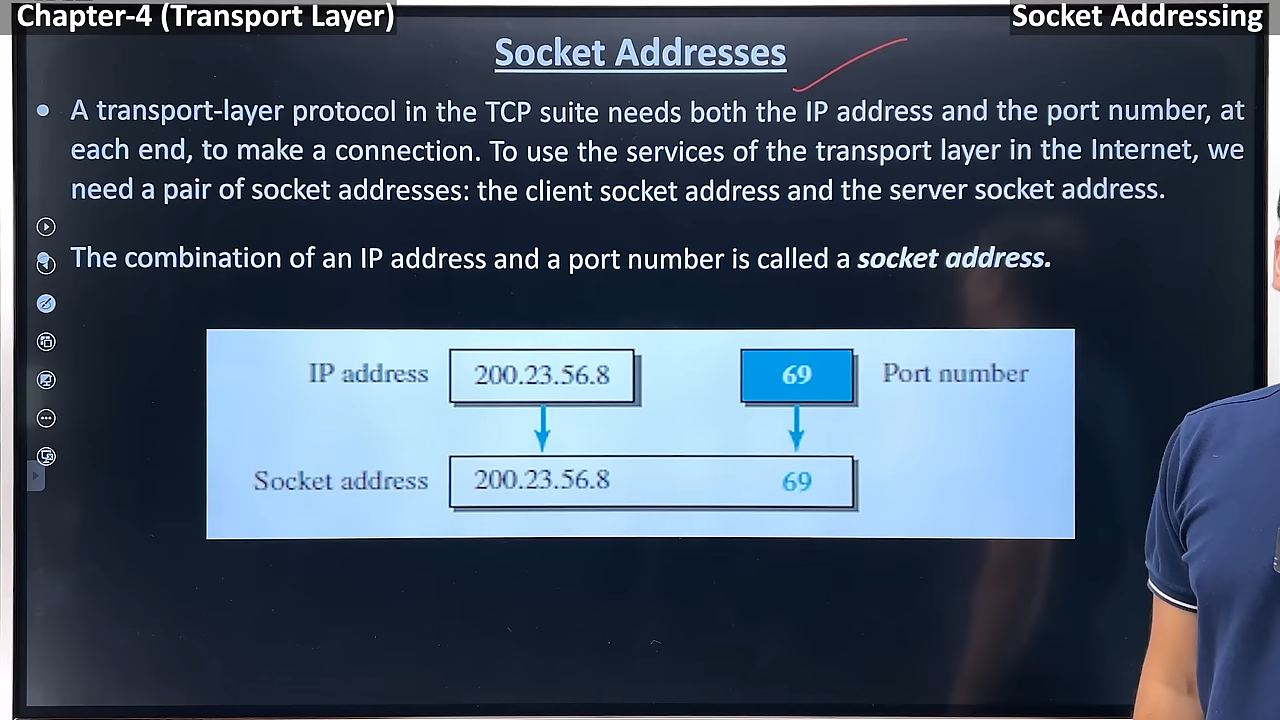 Chapter-4 (Transport Layer)
Socket Addressing
Socket Addresses
• A transport-layer protocol in the TCP suite needs both the IP address and the port number, at
each end, to make a connection. To use the services of the transport layer in the Internet, we
need a pair of socket addresses: the client socket address and the server socket address.
• The combination of an IP address and a port number is called a socket address.
IP address 200.23.56.8 69 Port number
Socket address 200.23.56.8 69